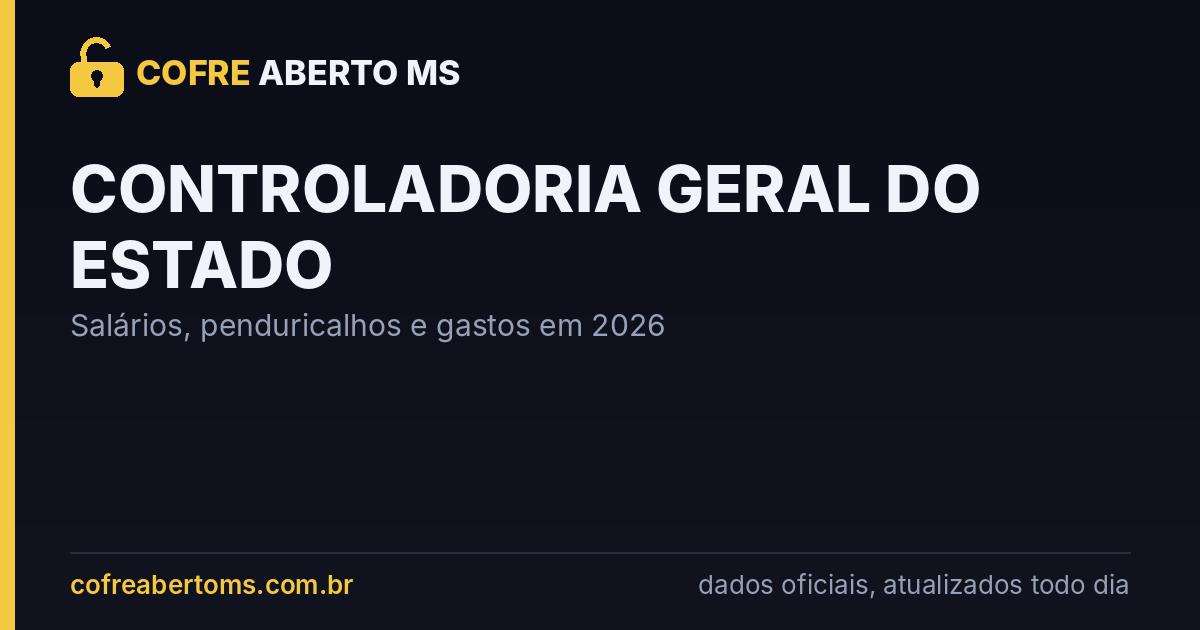 COFRE ABERTO MS
CONTROLADORIA GERAL DO
ESTADO
Salários, penduricalhos e gastos em 2026
cofreabertoms.com.br
dados oficiais, atualizados todo dia